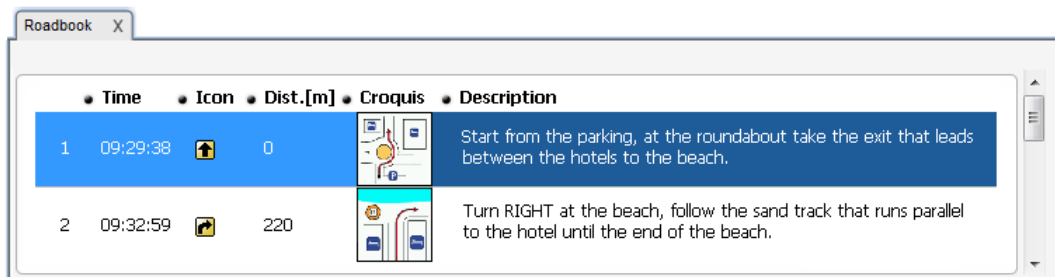 Roadbook X
Time Icon Dist.[m] Croquis Description
1 09:29:38 0 Start from the parking, at the roundabout take the exit that leads
between the hotels to the beach.
2 09:32:59 220 Turn RIGHT at the beach, follow the sand track that runs parallel
to the hotel until the end of the beach.